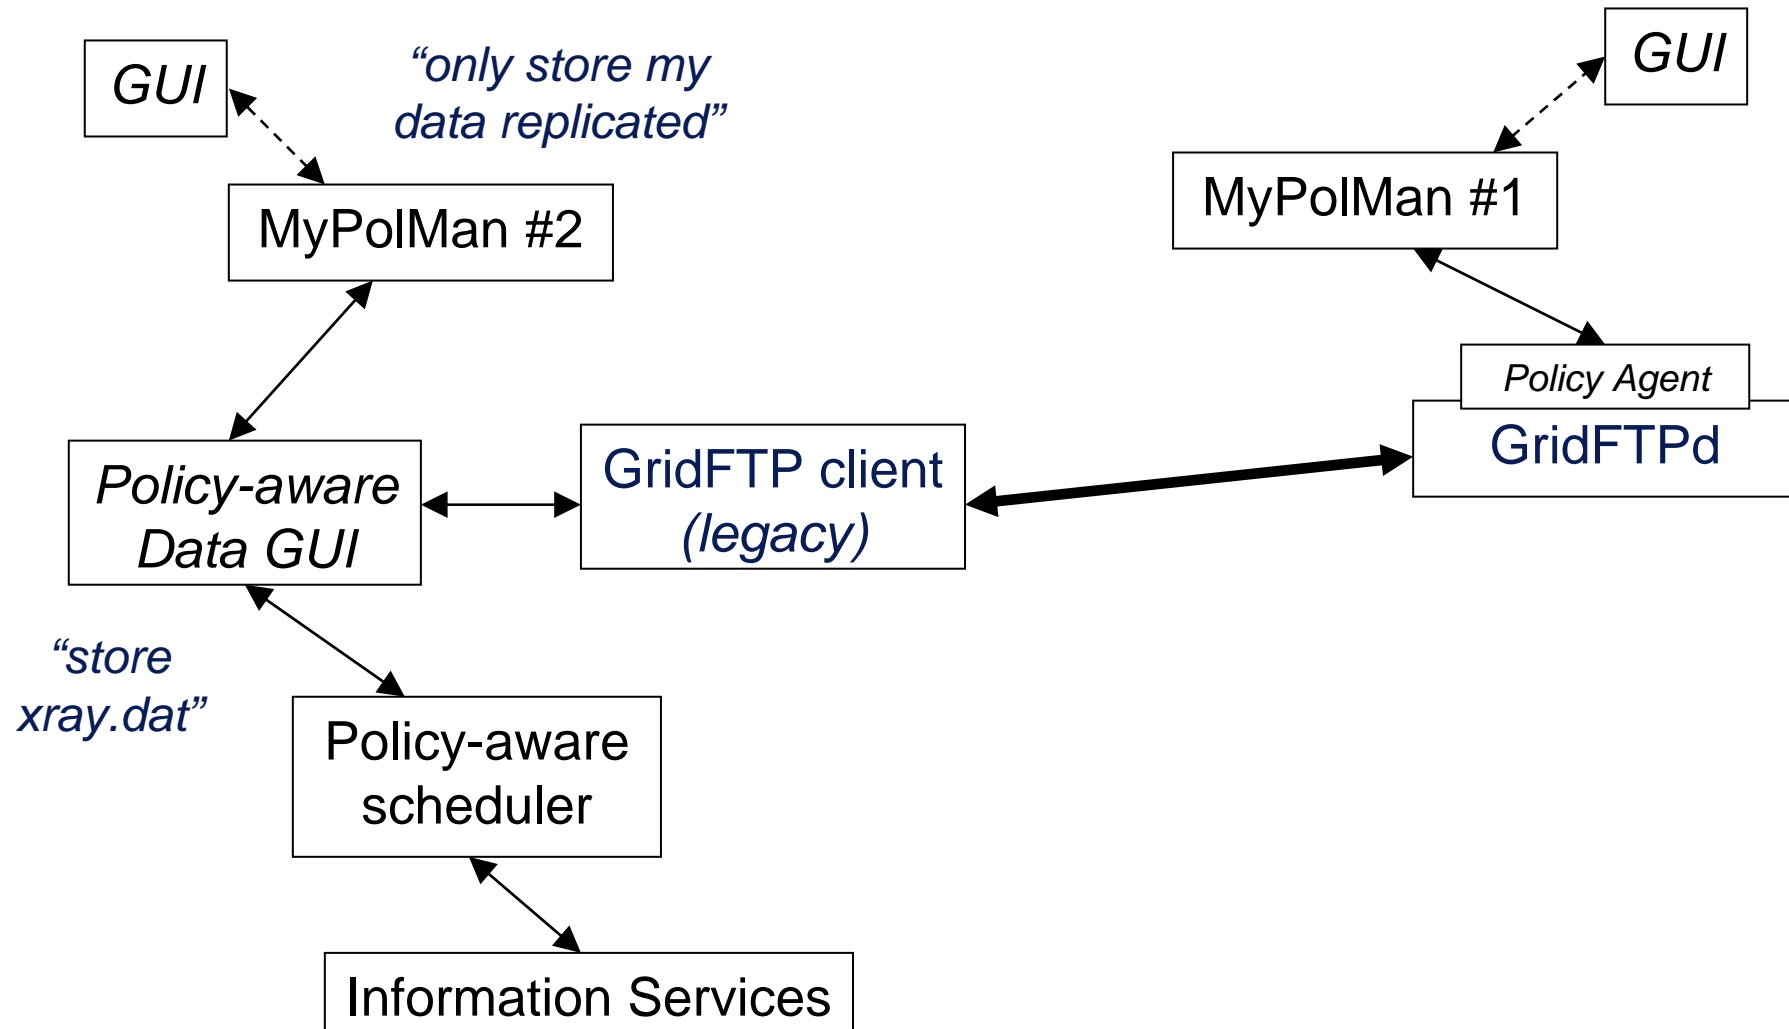 GUI
“only store my
data replicated”
GUI
MyPolMan #2
MyPolMan #1
Policy Agent
GridFTPd
Policy-aware
Data GUI
GridFTP client
(legacy)
“store
xray.dat”
Policy-aware
scheduler
Information Services